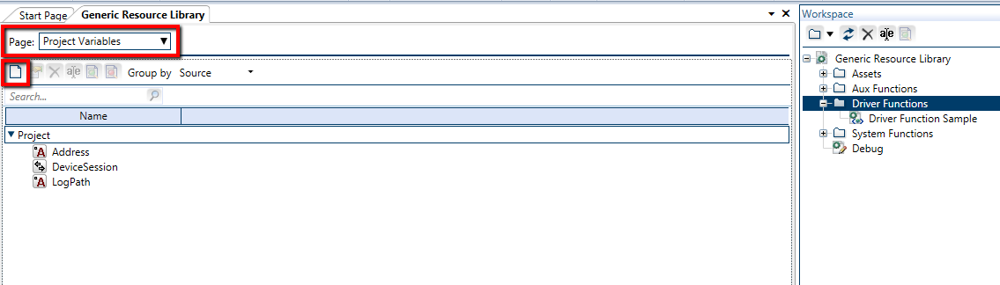 Start Page
Generic Resource Library
Page: Project Variables
Group by Source
Search...
Name
Project
Address
DeviceSession
LogPath
Workspace
Generic Resource Library
Assets
Aux Functions
Driver Functions
Driver Function Sample
System Functions
Debug